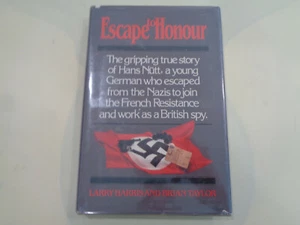 Escape to Honour
The gripping true story
of Hans Nütt, a young
German who escaped
from the Nazis to join
the French Resistance
and work as a British spy.